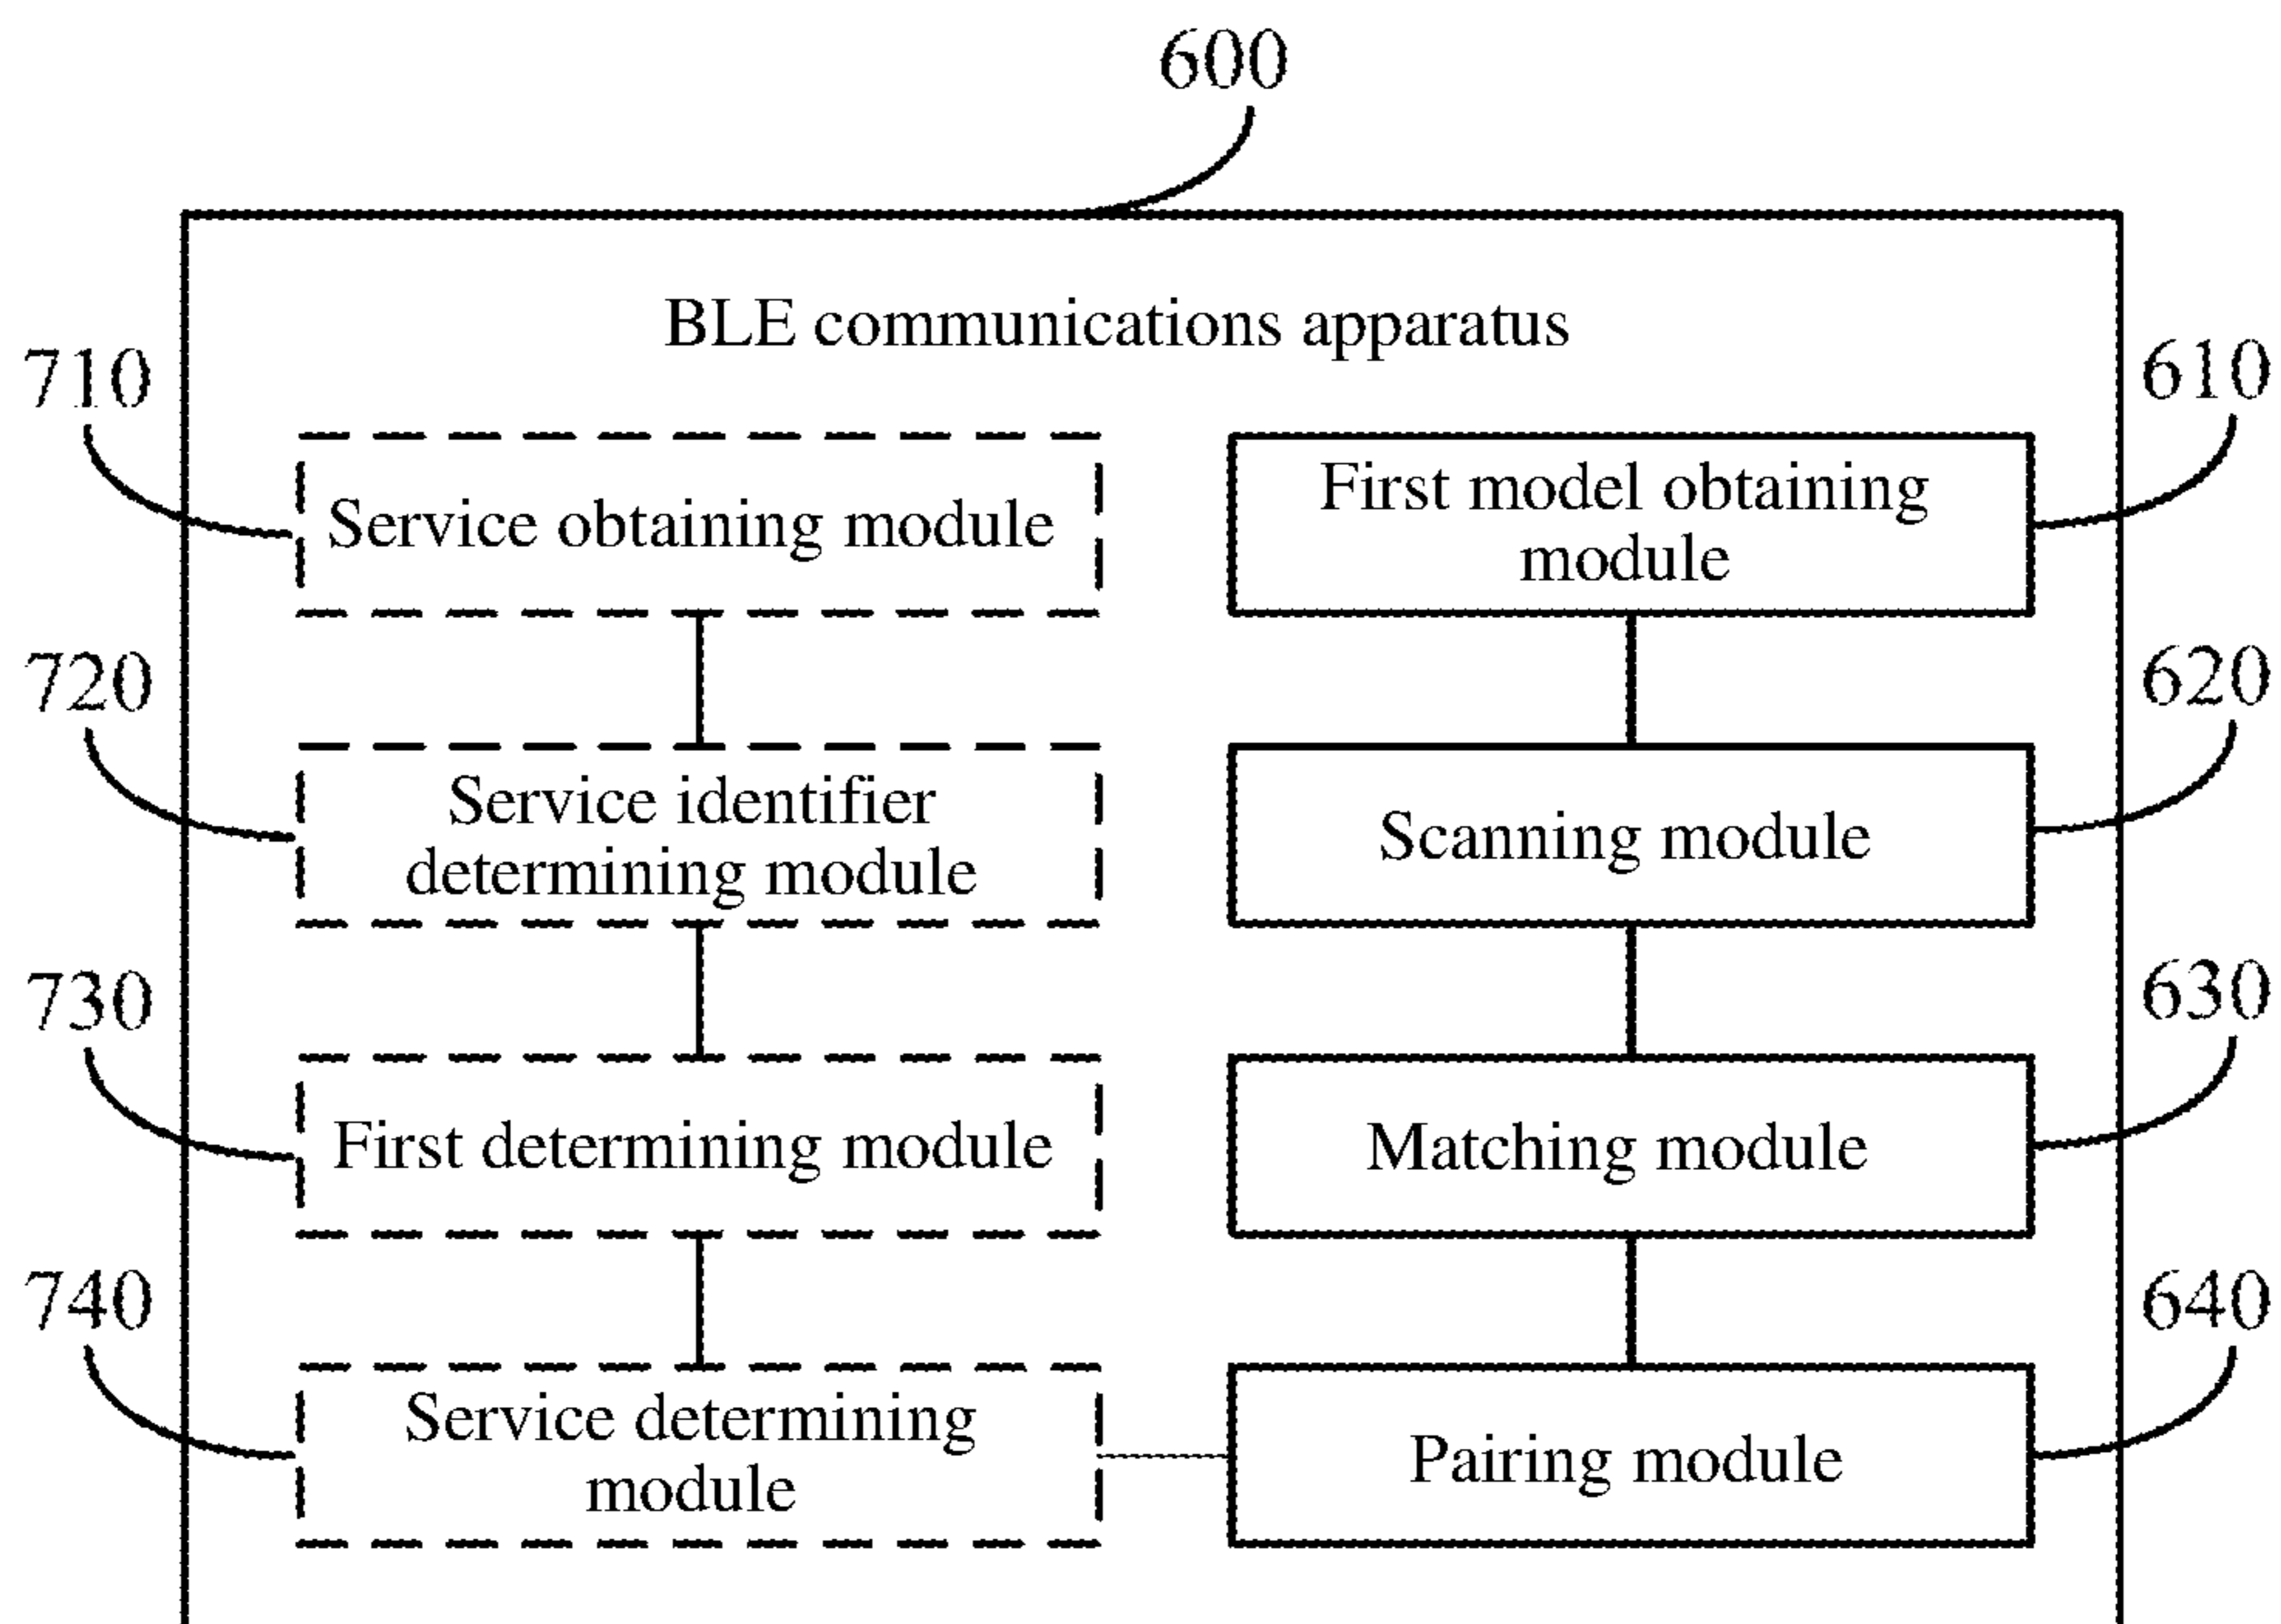 600
BLE communications apparatus
710
610
Service obtaining module
First model obtaining
module
720
620
Service identifier
determining module
Scanning module
730
630
First determining module
Matching module
740
640
Service determining
module
Pairing module